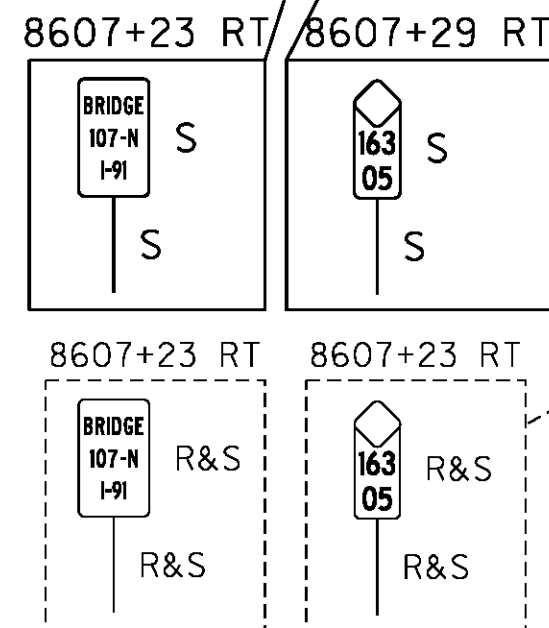 8607+23 RT
8607+29 RT
BRIDGE
107-N
I-91
S
S
163
05
S
S
8607+23 RT
8607+23 RT
BRIDGE
107-N
I-91
R&S
R&S
163
05
R&S
R&S